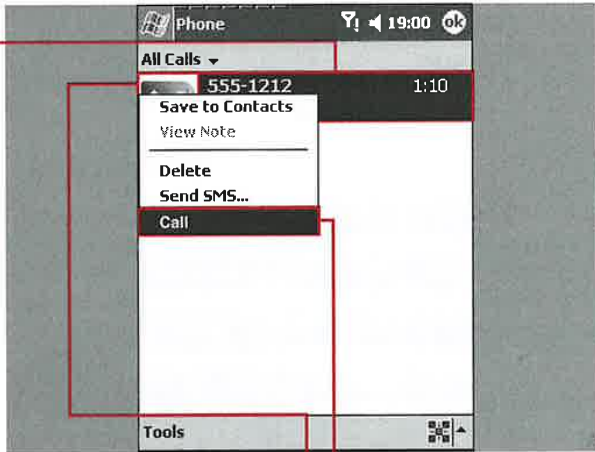 Phone 19:00 ok
All Calls
555-1212 1:10
Save to Contacts
View Note
Delete
Send SMS...
Call
Tools